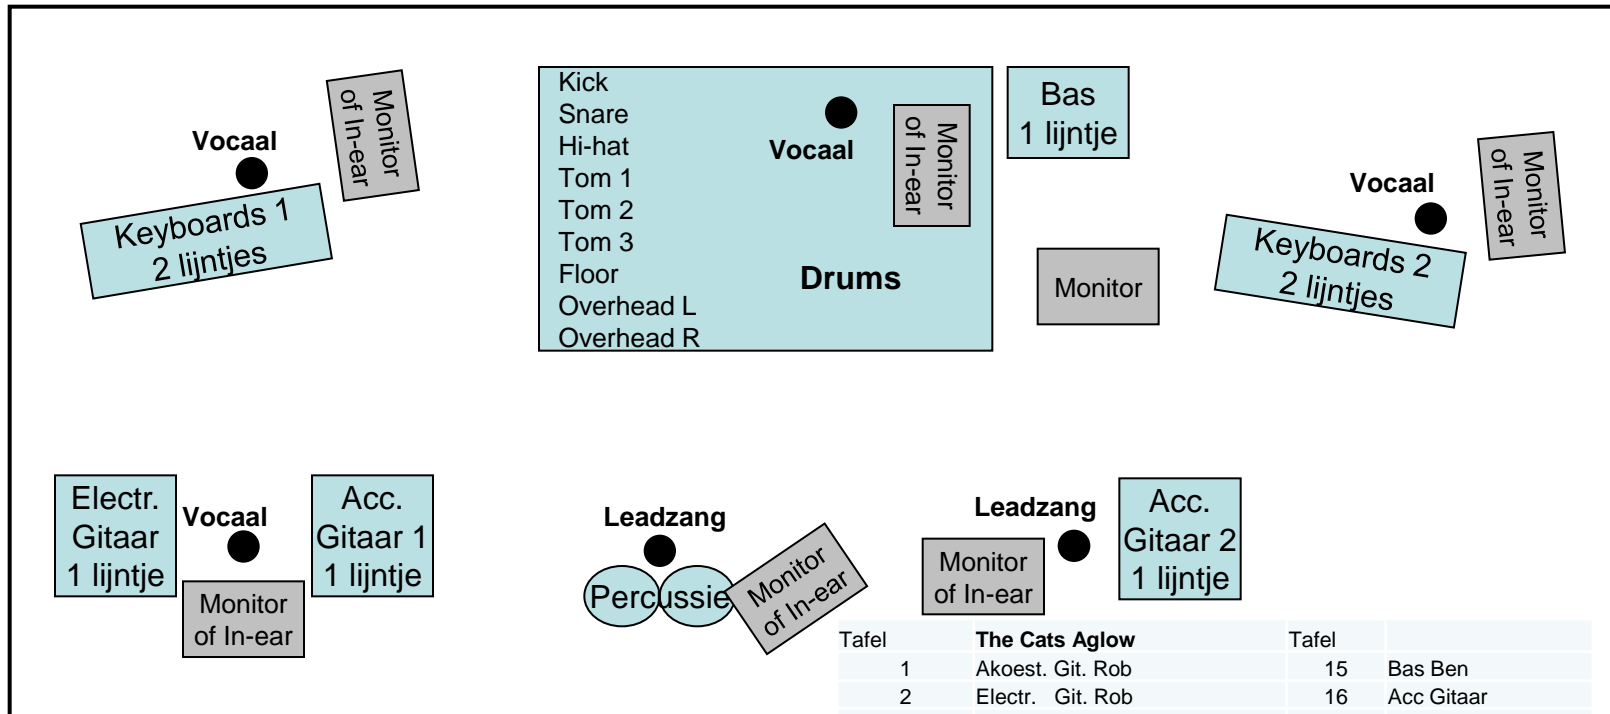 Vocaal
Monitor
of In-ear
Keyboards 1
2 lijntjes
Kick
Snare
Hi-hat
Tom 1
Tom 2
Tom 3
Floor
Overhead L
Overhead R
Vocaal
Monitor
of In-ear
Drums
Bas
1 lijntje
Monitor
Vocaal
Monitor
of In-ear
Keyboards 2
2 lijntjes
Electr.
Gitaar
1 lijntje
Vocaal
Monitor
of In-ear
Acc.
Gitaar 1
1 lijntje
Leadzang
Percussie
Monitor
of In-ear
Leadzang
Monitor
of In-ear
Acc.
Gitaar 2
1 lijntje
Tafel The Cats Aglow Tafel
1 Akoest. Git. Rob 15 Bas Ben
2 Electr. Git. Rob 16 Acc Gitaar